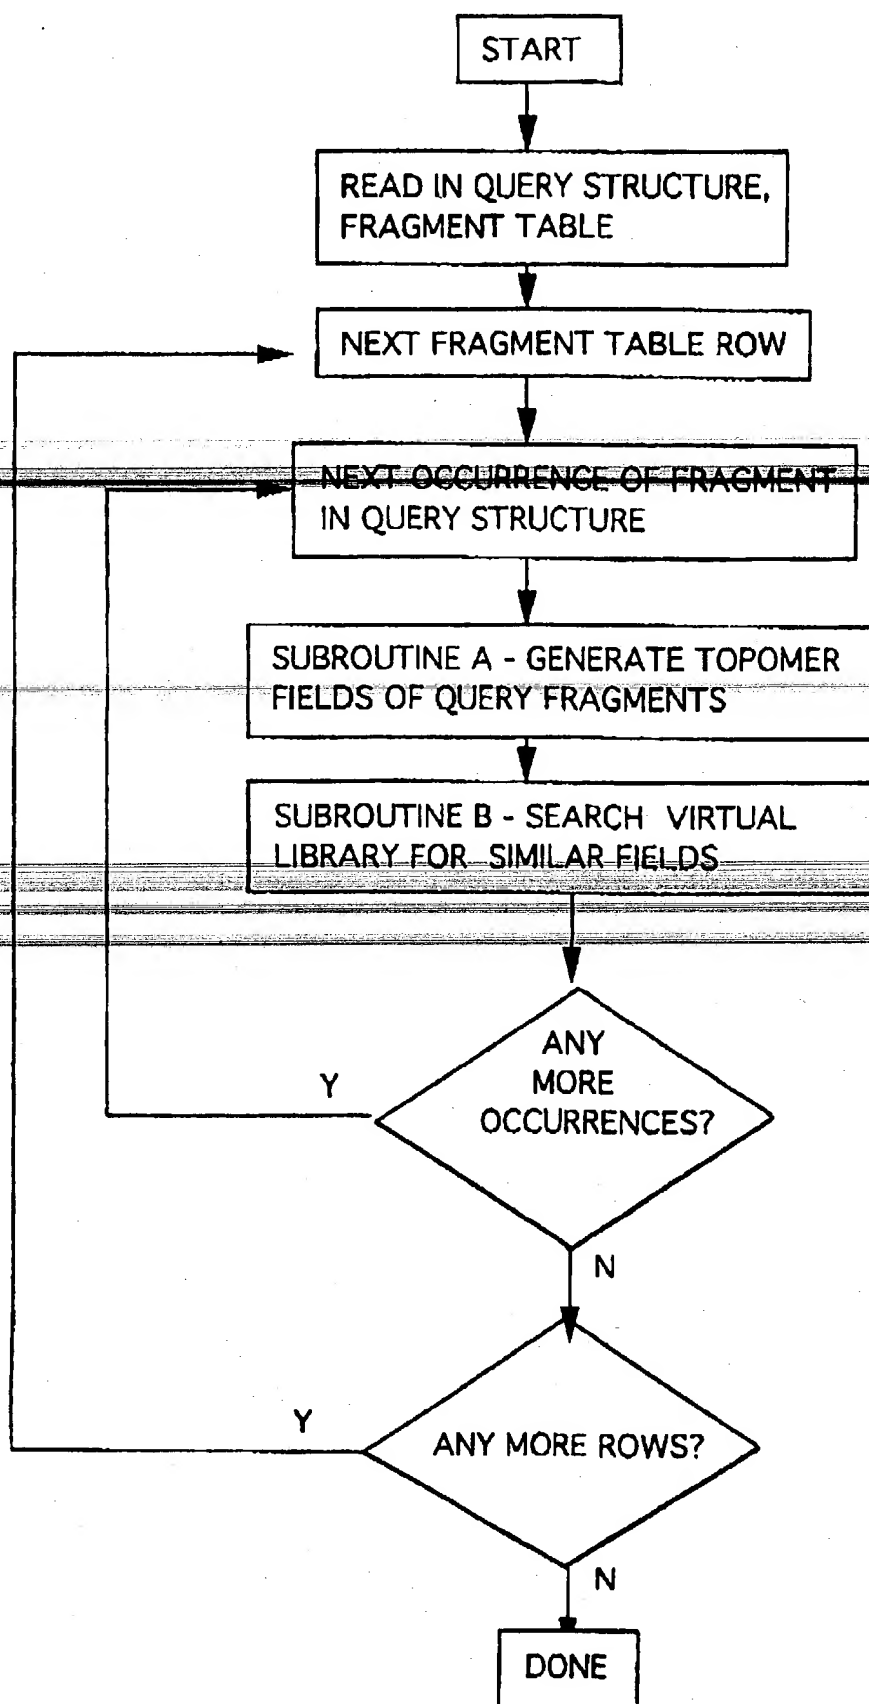 START
READ IN QUERY STRUCTURE,
FRAGMENT TABLE
NEXT FRAGMENT TABLE ROW
NEXT OCCURRENCE OF FRAGMENT
IN QUERY STRUCTURE
SUBROUTINE A - GENERATE TOPOMER
FIELDS OF QUERY FRAGMENTS
SUBROUTINE B - SEARCH VIRTUAL
LIBRARY FOR SIMILAR FIELDS
ANY
MORE
OCCURRENCES?
Y
N
ANY MORE ROWS?
Y
N
DONE